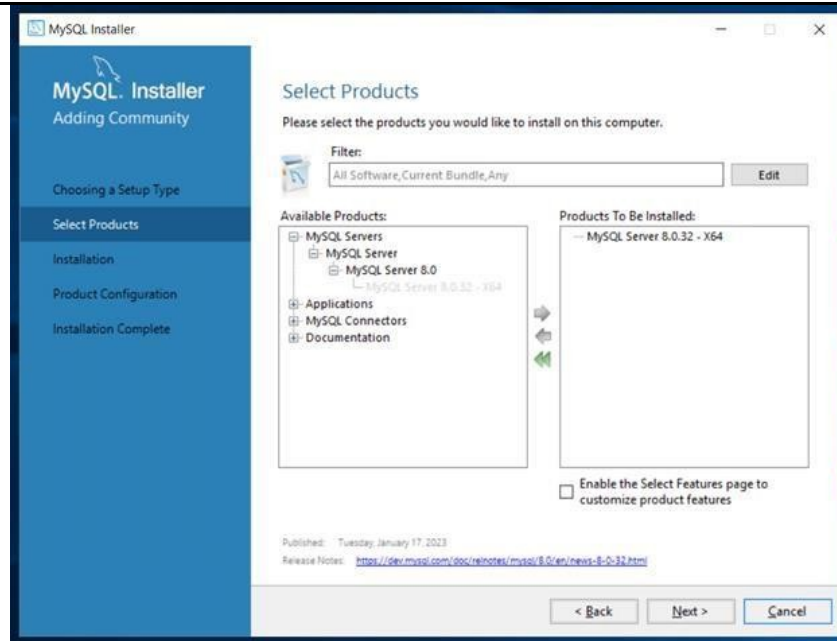 MySQL Installer
MySQL. Installer
Adding Community
Choosing a Setup Type
Select Products
Installation
Product Configuration
Installation Complete
Select Products
Please select the products you would like to install on this computer.
Filter:
All Software,Current Bundle,Any
Edit
Available Products:
MySQL Servers
MySQL Server
MySQL Server 8.0
MySQL Server 8.0.32 - X64
Applications
MySQL Connectors
Documentation
Products To Be Installed:
MySQL Server 8.0.32 - X64
Enable the Select Features page to
customize product features
Published: Tuesday, January 17, 2023
Release Notes: https://dev.mysql.com/doc/relnotes/mysql/8.0/en/news-8-0-32.html
< Back
Next >
Cancel